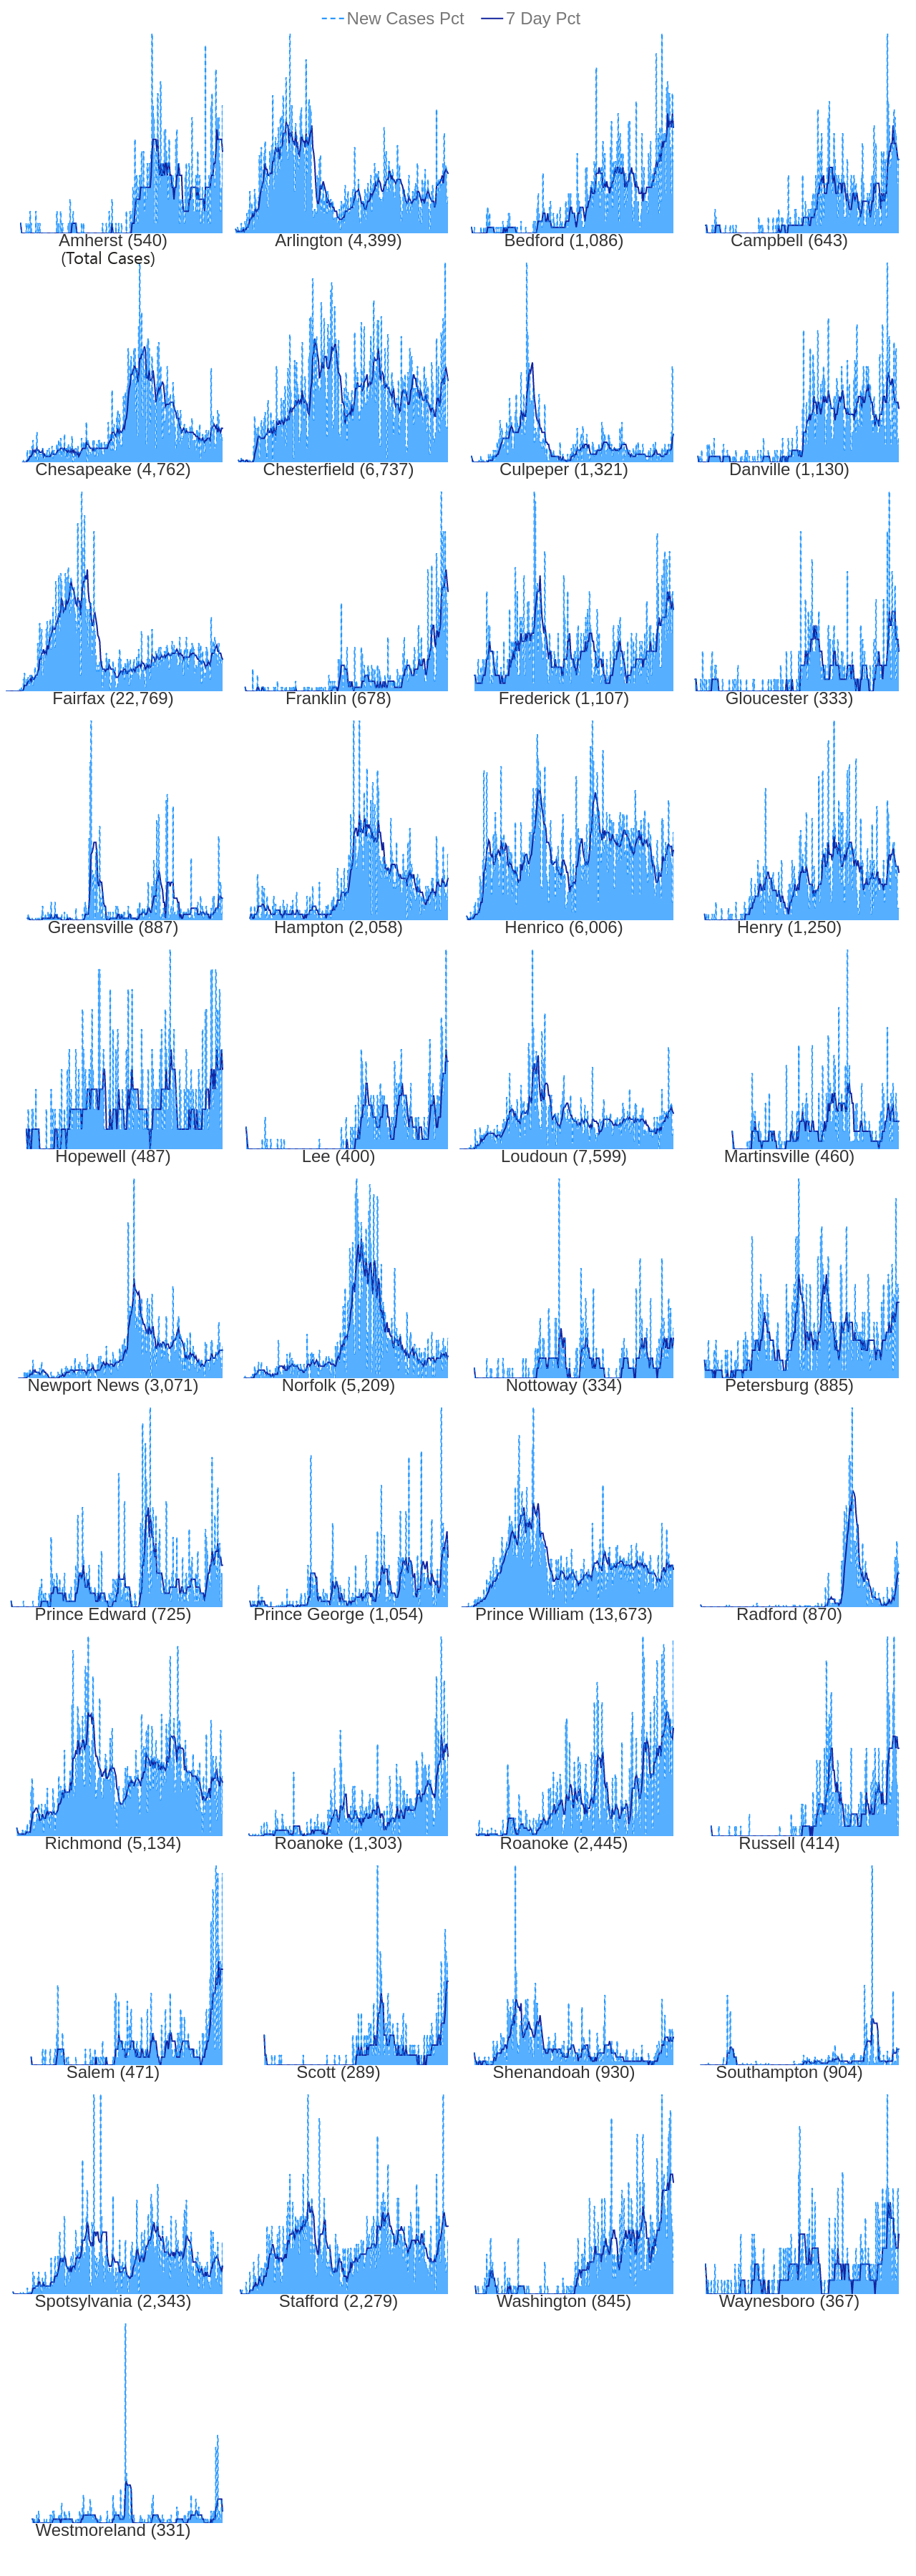 New Cases Pct 7 Day Pct
Amherst (540) Arlington (4,399) Bedford (1,086) Campbell (643)
(Total Cases)
Chesapeake (4,762) Chesterfield (6,737) Culpeper (1,321) Danville (1,130)
Fairfax (22,769) Franklin (678) Frederick (1,107) Gloucester (333)
Greensville (887) Hampton (2,058) Henrico (6,006) Henry (1,250)
Hopewell (487) Lee (400) Loudoun (7,599) Martinsville (460)
Newport News (3,071) Norfolk (5,209) Nottoway (334) Petersburg (885)
Prince Edward (725) Prince George (1,054) Prince William (13,673) Radford (870)
Richmond (5,134) Roanoke (1,303) Roanoke (2,445) Russell (414)
Salem (471) Scott (289) Shenandoah (930) Southampton (904)
Spotsylvania (2,343) Stafford (2,279) Washington (845) Waynesboro (367)
Westmoreland (331)